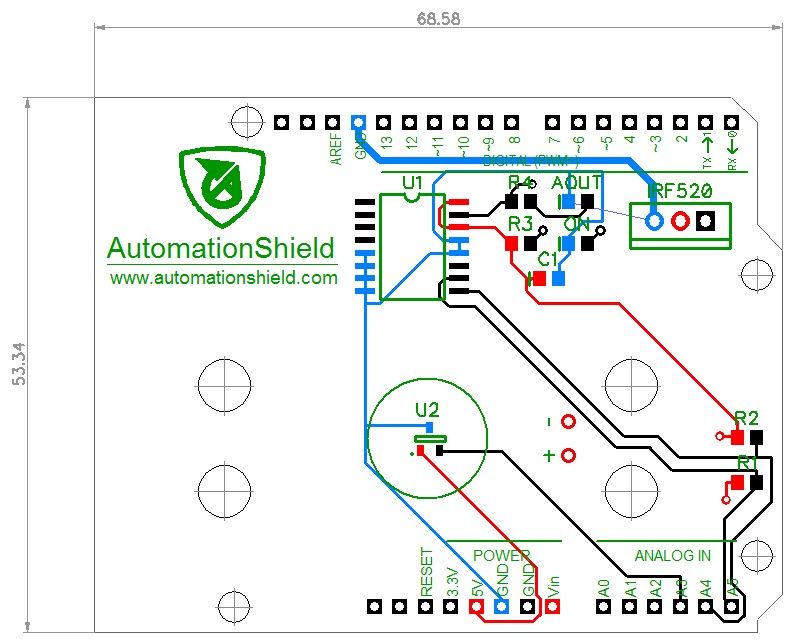 68.58
53.34
AREF
GND
13
12
~11
~10
~9
8
7
~6
~5
4
~3
2
TX→1
RX←0
DIGITAL (PWM~)
U1
R4
AOUT
IRF520
R3
ON
C1
AutomationShield
www.automationshield.com
U2
-
+
R2
R1
POWER
ANALOG IN
RESET
3.3V
5V
GND
GND
Vin
A0
A1
A2
A3
A4
A5